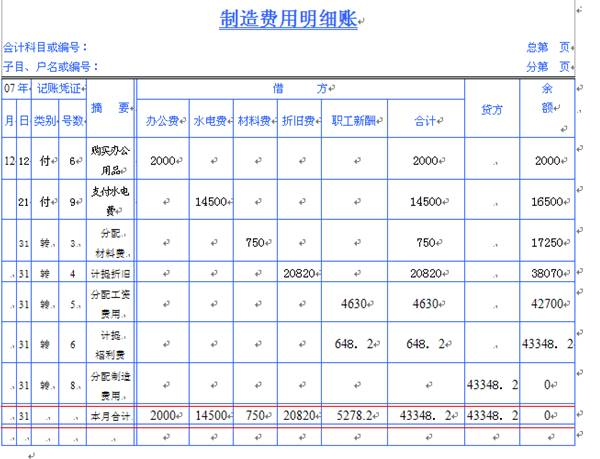 制造费用明细账
会计科目或编号： 总第 页
子目、户名或编号： 分第 页
07 年 记账凭证 摘 要 借 方 贷方 余额
月 日 类别 号数 办公费 水电费 材料费 折旧费 职工新酬 合计
12 12 付 6 购买办公用品 2000 2000 2000
21 付 9 支付水电费 14500 14500 16500
31 转 3 分配材料费 750 750 17250
31 转 4 计提折旧 20820 20820 38070
31 转 5 分配工资费用 4630 4630 42700
31 转 6 计提福利费 648. 2 648. 2 43348. 2
31 转 8 分配制造费用 43348. 2 0
31 本月合计 2000 14500 750 20820 5278.2 43348. 2 43348. 2 0